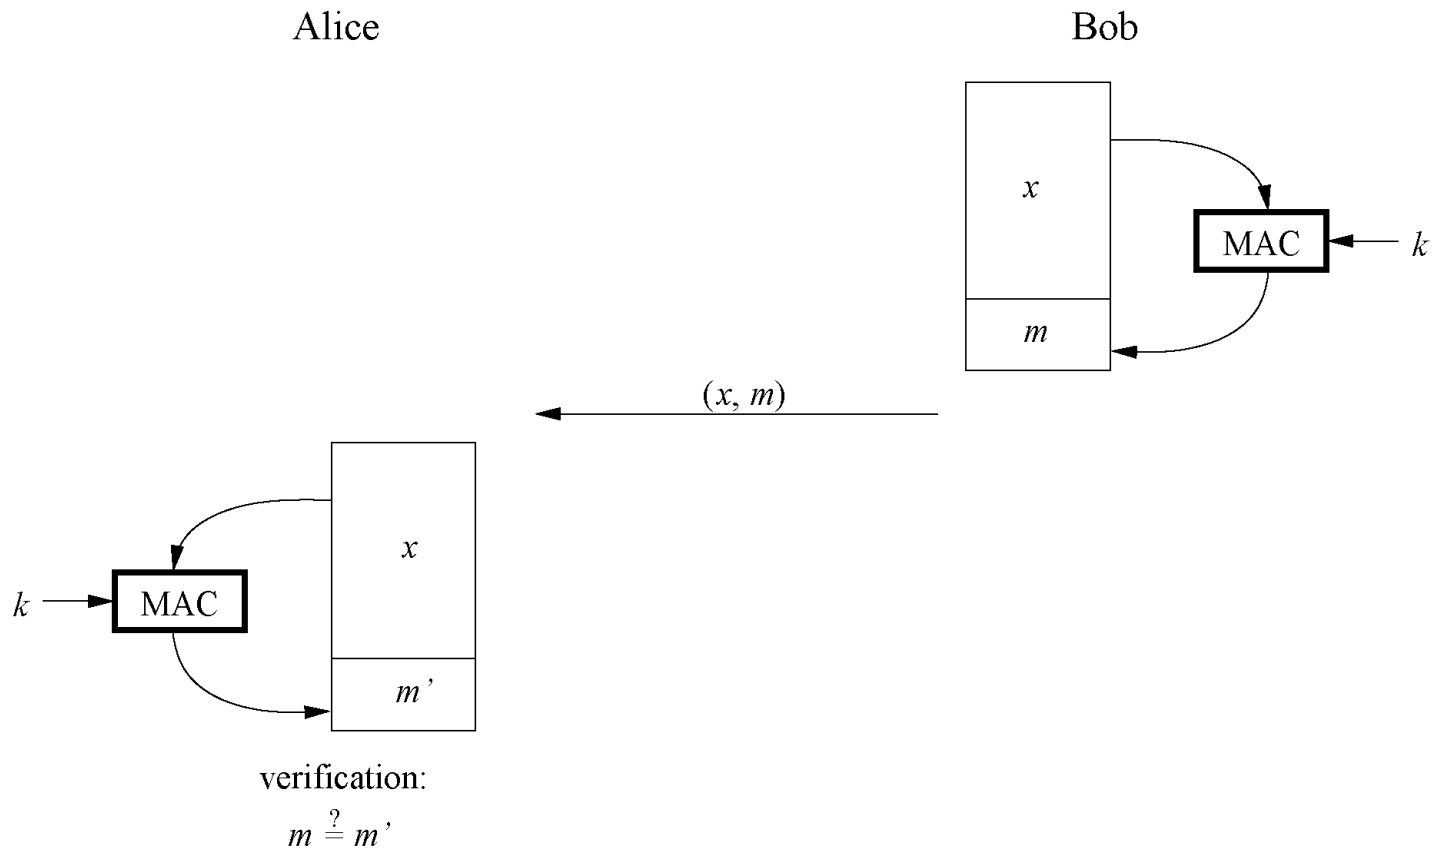 Alice
Bob
x
MAC
k
m
(x, m)
x
k
MAC
m’
verification:
m ≟ m’